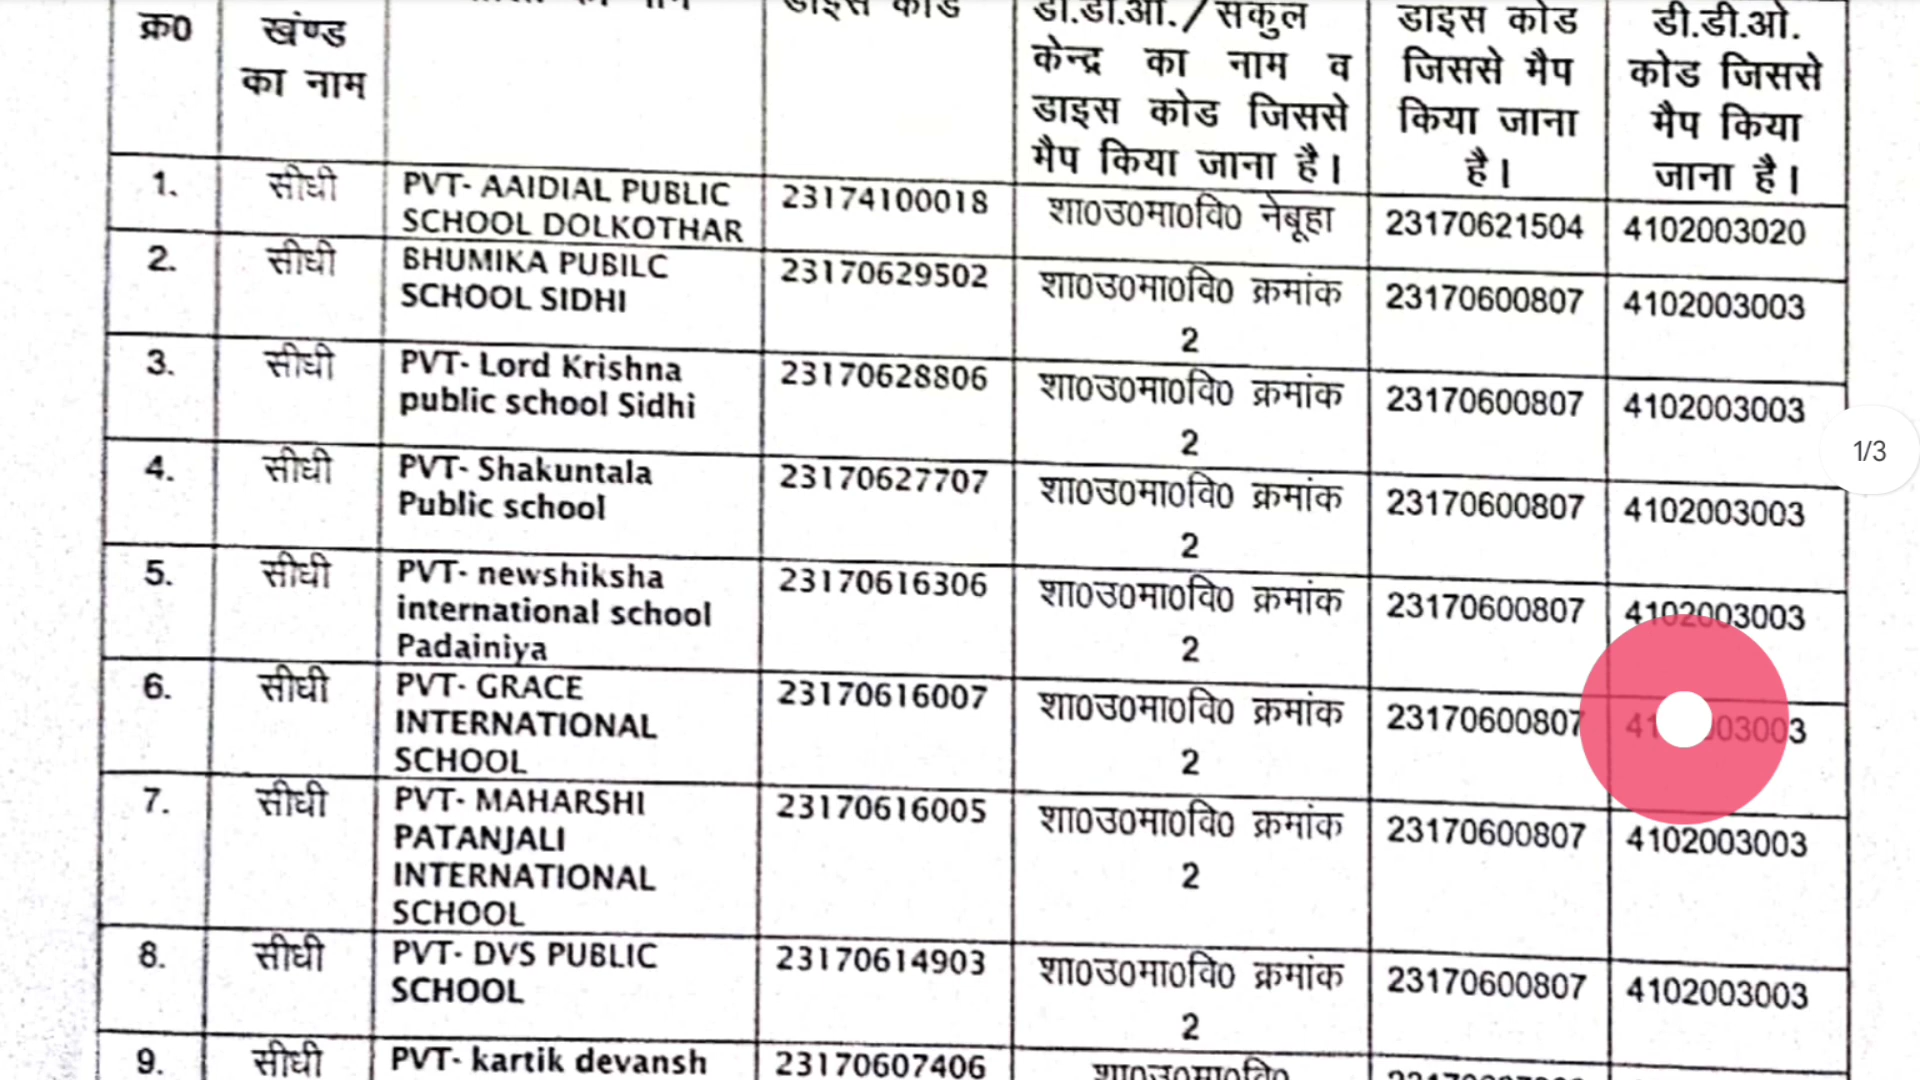 क्र0
खंण्ड
का नाम
डाइस कोड
डी.डी.ओ./संकुल
केन्द्र का नाम व
डाइस कोड जिससे
मैप किया जाना है।
डाइस कोड
जिससे मैप
किया जाना
है।
डी.डी.ओ.
कोड जिससे
मैप किया
जाना है।
1.
सीधी
PVT- AAIDIAL PUBLIC
SCHOOL DOLKOTHAR
23174100018
शा0उ0मा0वि0 नेबूहा
23170621504
4102003020
2.
सीधी
BHUMIKA PUBILC
SCHOOL SIDHI
23170629502
शा0उ0मा0वि0 क्रमांक
2
23170600807
4102003003
3.
सीधी
PVT- Lord Krishna
public school Sidhi
23170628806
शा0उ0मा0वि0 क्रमांक
2
23170600807
4102003003
4.
सीधी
PVT- Shakuntala
Public school
23170627707
शा0उ0मा0वि0 क्रमांक
2
23170600807
4102003003
5.
सीधी
PVT- newshiksha
international school
Padainiya
23170616306
शा0उ0मा0वि0 क्रमांक
2
23170600807
4102003003
6.
सीधी
PVT- GRACE
INTERNATIONAL
SCHOOL
23170616007
शा0उ0मा0वि0 क्रमांक
2
23170600807
7.
सीधी
PVT- MAHARSHI
PATANJALI
INTERNATIONAL
SCHOOL
23170616005
शा0उ0मा0वि0 क्रमांक
2
23170600807
4102003003
8.
सीधी
PVT- DVS PUBLIC
SCHOOL
23170614903
शा0उ0मा0वि0 क्रमांक
2
23170600807
4102003003
9.
सीधी
PVT- kartik devansh
23170607406
शा0उ0मा0वि0
1/3